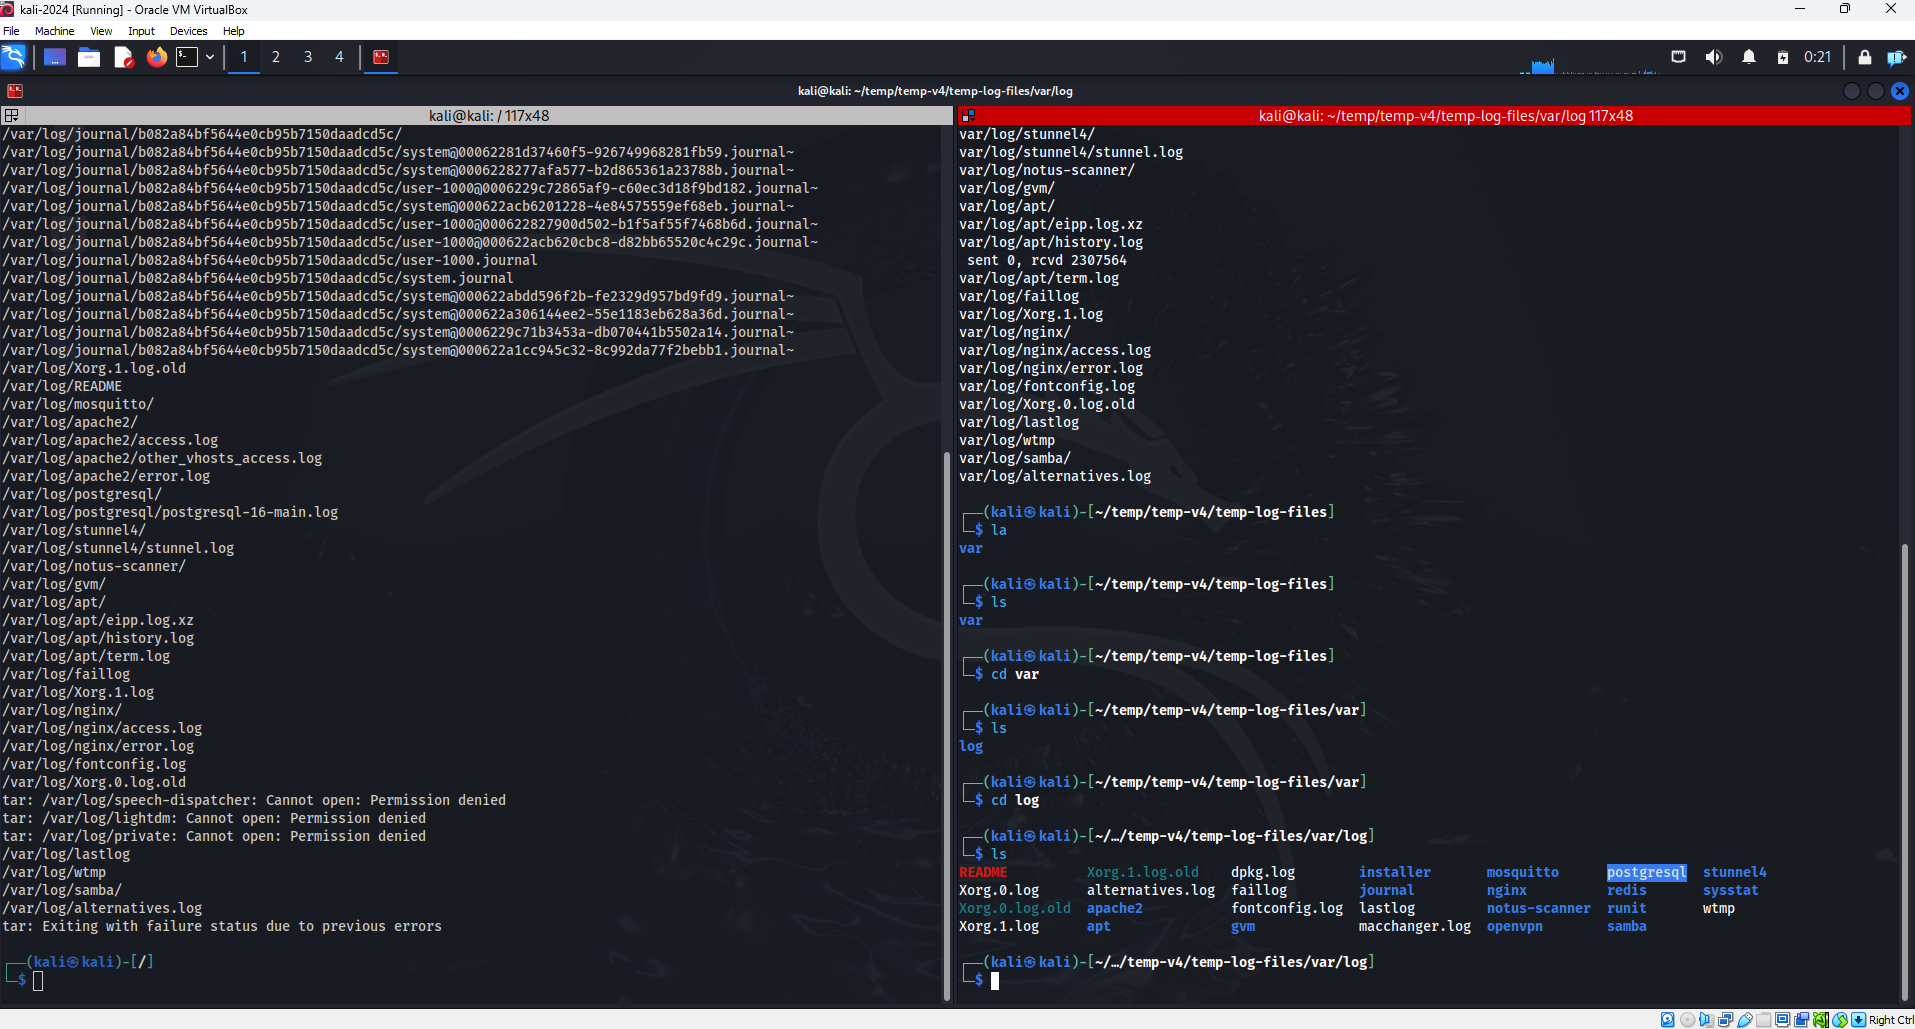 kali-2024 [Running] - Oracle VM VirtualBox
File Machine View Input Devices Help
1 2 3 4
0:21
kali@kali: ~/temp/temp-v4/temp-log-files/var/log
kali@kali: / 117x48
/var/log/journal/b082a84bf5644e0cb95b7150daadcd5c/
/var/log/journal/b082a84bf5644e0cb95b7150daadcd5c/system@00062281d37460f5-926749968281fb59.journal~
/var/log/journal/b082a84bf5644e0cb95b7150daadcd5c/system@0006228277afa577-b2d865361a23788b.journal~
/var/log/journal/b082a84bf5644e0cb95b7150daadcd5c/user-1000@0006229c72865af9-c60ec3d18f9bd182.journal~
/var/log/journal/b082a84bf5644e0cb95b7150daadcd5c/system@000622acb6201228-4e84575559ef68eb.journal~
/var/log/journal/b082a84bf5644e0cb95b7150daadcd5c/user-1000@000622827900d502-b1f5af55f7468b6d.journal~
/var/log/journal/b082a84bf5644e0cb95b7150daadcd5c/user-1000@000622acb620cbc8-d82bb65520c4c29c.journal~
/var/log/journal/b082a84bf5644e0cb95b7150daadcd5c/user-1000.journal
/var/log/journal/b082a84bf5644e0cb95b7150daadcd5c/system.journal
/var/log/journal/b082a84bf5644e0cb95b7150daadcd5c/system@000622abdd596f2b-fe2329d957bd9fd9.journal~
/var/log/journal/b082a84bf5644e0cb95b7150daadcd5c/system@000622a306144ee2-55e1183eb628a36d.journal~
/var/log/journal/b082a84bf5644e0cb95b7150daadcd5c/system@0006229c71b3453a-db070441b5502a14.journal~
/var/log/journal/b082a84bf5644e0cb95b7150daadcd5c/system@000622a1cc945c32-8c992da77f2bebb1.journal~
/var/log/Xorg.1.log.old
/var/log/README
/var/log/mosquitto/
/var/log/apache2/
/var/log/apache2/access.log
/var/log/apache2/other_vhosts_access.log
/var/log/apache2/error.log
/var/log/postgresql/
/var/log/postgresql/postgresql-16-main.log
/var/log/stunnel4/
/var/log/stunnel4/stunnel.log
/var/log/notus-scanner/
/var/log/gvm/
/var/log/apt/
/var/log/apt/eipp.log.xz
/var/log/apt/history.log
/var/log/apt/term.log
/var/log/faillog
/var/log/Xorg.1.log
/var/log/nginx/
/var/log/nginx/access.log
/var/log/nginx/error.log
/var/log/fontconfig.log
/var/log/Xorg.0.log.old
tar: /var/log/speech-dispatcher: Cannot open: Permission denied
tar: /var/log/lightdm: Cannot open: Permission denied
tar: /var/log/private: Cannot open: Permission denied
/var/log/lastlog
/var/log/wtmp
/var/log/samba/
/var/log/alternatives.log
tar: Exiting with failure status due to previous errors
┌──(kali㉿kali)-[/]
└─$
kali@kali: ~/temp/temp-v4/temp-log-files/var/log 117x48
var/log/stunnel4/
var/log/stunnel4/stunnel.log
var/log/notus-scanner/
var/log/gvm/
var/log/apt/
var/log/apt/eipp.log.xz
var/log/apt/history.log
 sent 0, rcvd 2307564
var/log/apt/term.log
var/log/faillog
var/log/Xorg.1.log
var/log/nginx/
var/log/nginx/access.log
var/log/nginx/error.log
var/log/fontconfig.log
var/log/Xorg.0.log.old
var/log/lastlog
var/log/wtmp
var/log/samba/
var/log/alternatives.log
┌──(kali㉿kali)-[~/temp/temp-v4/temp-log-files]
└─$ la
var
┌──(kali㉿kali)-[~/temp/temp-v4/temp-log-files]
└─$ ls
var
┌──(kali㉿kali)-[~/temp/temp-v4/temp-log-files]
└─$ cd var
┌──(kali㉿kali)-[~/temp/temp-v4/temp-log-files/var]
└─$ ls
log
┌──(kali㉿kali)-[~/temp/temp-v4/temp-log-files/var]
└─$ cd log
┌──(kali㉿kali)-[~/…/temp-v4/temp-log-files/var/log]
└─$ ls
README Xorg.1.log.old dpkg.log installer mosquitto postgresql stunnel4
Xorg.0.log alternatives.log faillog journal nginx redis sysstat
Xorg.0.log.old apache2 fontconfig.log lastlog notus-scanner runit wtmp
Xorg.1.log apt gvm macchanger.log openvpn samba
┌──(kali㉿kali)-[~/…/temp-v4/temp-log-files/var/log]
└─$
Right Ctrl